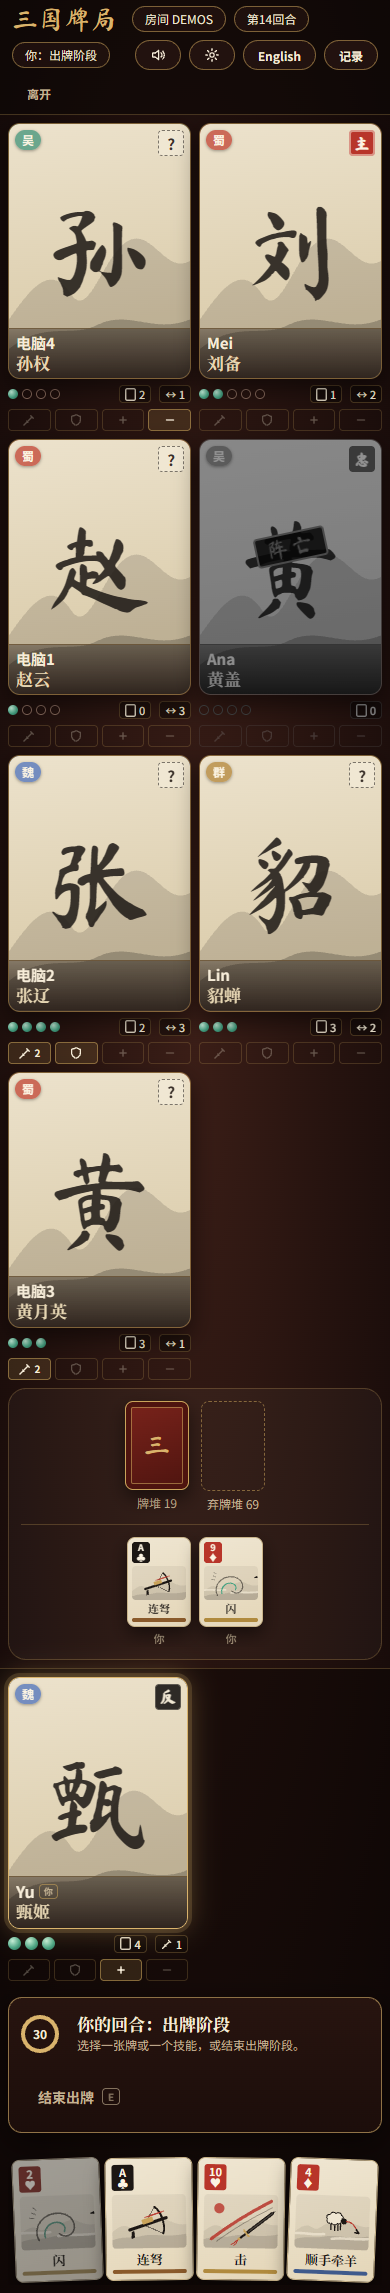 三国牌局 房间 DEMOS 第14回合
你：出牌阶段 English 记录
离开
吴 ?
孙
电脑4
孙权
2 ↔1
+ −
蜀 主
刘
Mei
刘备
1 ↔2
+ −
蜀 ?
赵
电脑1
赵云
0 ↔3
+ −
吴 忠
黄
阵亡
Ana
黄盖
0
+ −
魏 ?
张
电脑2
张辽
2 ↔3
2 + −
群 ?
貂
Lin
貂蝉
3 ↔2
+ −
蜀 ?
黄
电脑3
黄月英
3 ↔1
2 + −
三
牌堆 19 弃牌堆 69
A♣ 连弩
9♦ 闪
你 你
魏 反
甄
Yu 你
甄姬
4 1
+ −
30 你的回合：出牌阶段
选择一张牌或一个技能，或结束出牌阶段。
结束出牌 E
2♥ 闪
A♣ 连弩
10♥ 击
4♦ 顺手牵羊